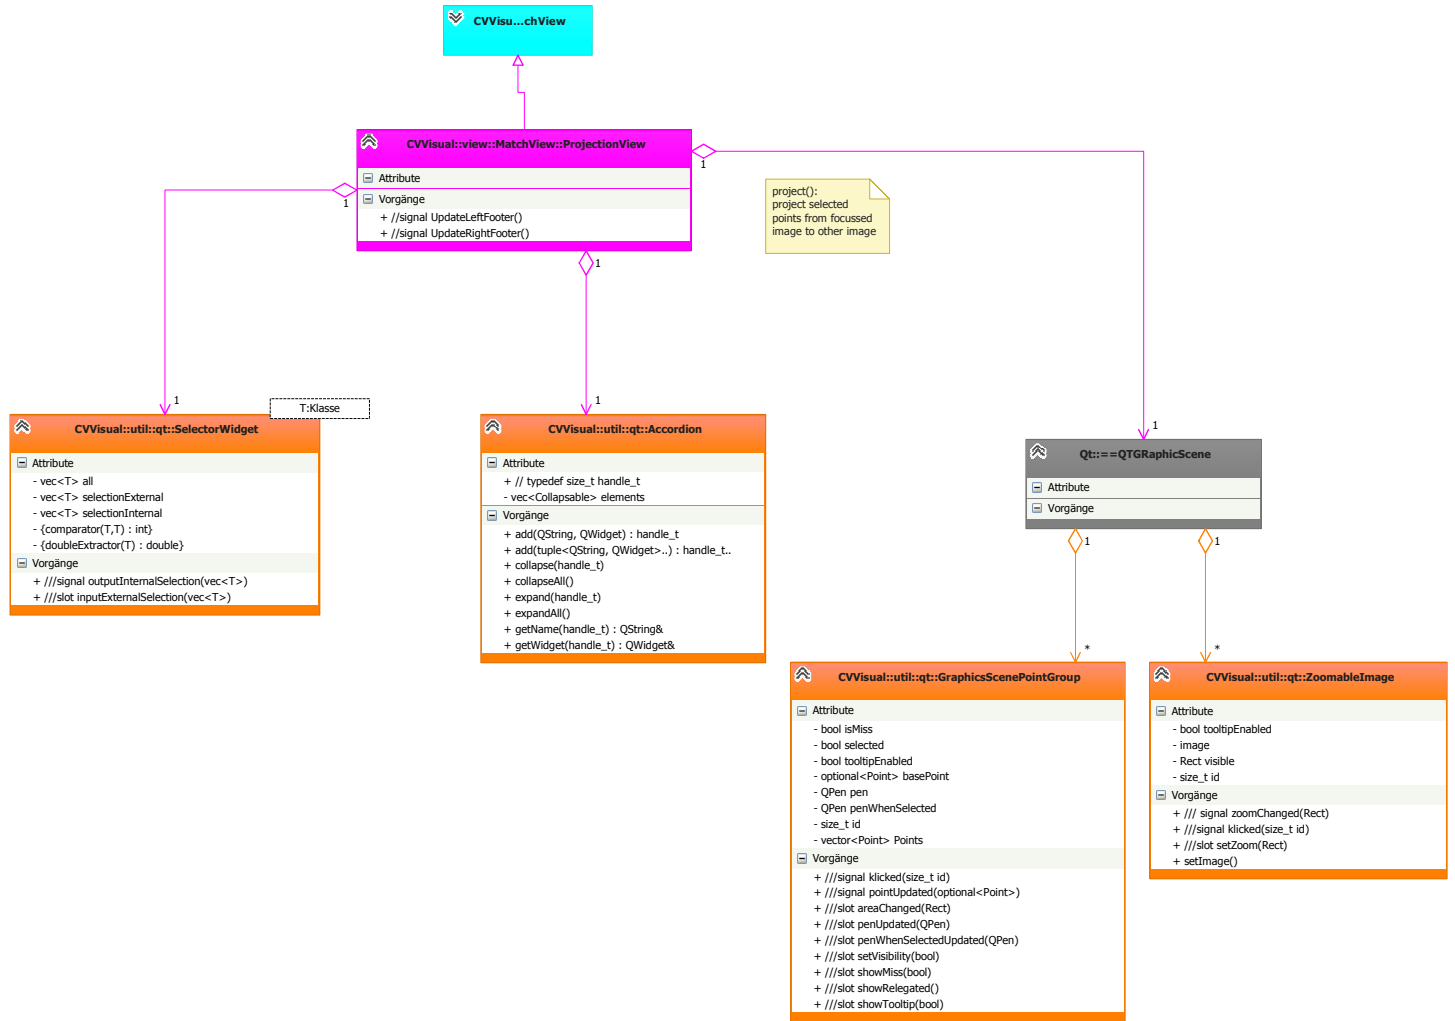 CVVisu...chView
CVVisual::view::MatchView::ProjectionView
Attribute
Vorgänge
+ //signal UpdateLeftFooter()
+ //signal UpdateRightFooter()
1
1
1
project():
project selected
points from focussed
image to other image
1
1
1
T:Klasse
CVVisual::util::qt::SelectorWidget
Attribute
- vec<T> all
- vec<T> selectionExternal
- vec<T> selectionInternal
- {comparator(T,T) : int}
- {doubleExtractor(T) : double}
Vorgänge
+ ///signal outputInternalSelection(vec<T>)
+ ///slot inputExternalSelection(vec<T>)
CVVisual::util::qt::Accordion
Attribute
+ // typedef size_t handle_t
- vec<Collapsable> elements
Vorgänge
+ add(QString, QWidget) : handle_t
+ add(tuple<QString, QWidget>..) : handle_t..
+ collapse(handle_t)
+ collapseAll()
+ expand(handle_t)
+ expandAll()
+ getName(handle_t) : QString&
+ getWidget(handle_t) : QWidget&
Qt::==QTGRaphicScene
Attribute
Vorgänge
1
1
*
*
CVVisual::util::qt::GraphicsScenePointGroup
Attribute
- bool isMiss
- bool selected
- bool tooltipEnabled
- optional<Point> basePoint
- QPen pen
- QPen penWhenSelected
- size_t id
- vector<Point> Points
Vorgänge
+ ///signal klicked(size_t id)
+ ///signal pointUpdated(optional<Point>)
+ ///slot areaChanged(Rect)
+ ///slot penUpdated(QPen)
+ ///slot penWhenSelectedUpdated(QPen)
+ ///slot setVisibility(bool)
+ ///slot showMiss(bool)
+ ///slot showRelegated()
+ ///slot showTooltip(bool)
CVVisual::util::qt::ZoomableImage
Attribute
- bool tooltipEnabled
- image
- Rect visible
- size_t id
Vorgänge
+ /// signal zoomChanged(Rect)
+ ///signal klicked(size_t id)
+ ///slot setZoom(Rect)
+ setImage()